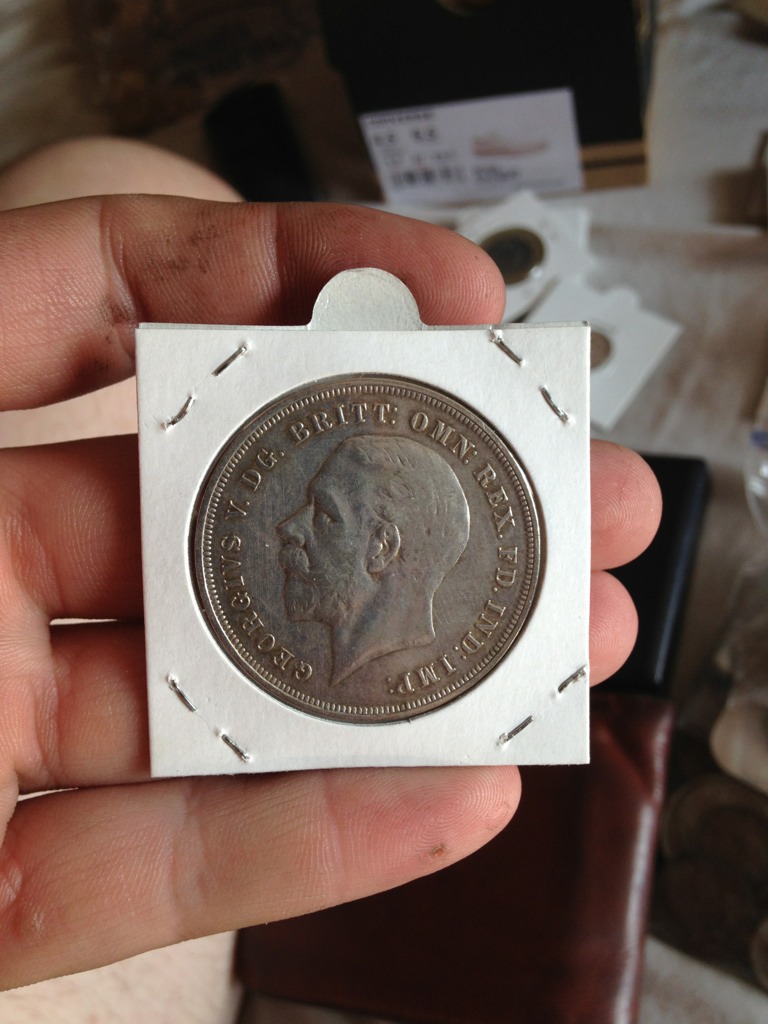 GEORGIVS V. DG. BRITT: OMN: REX. FD. IND: IMP: